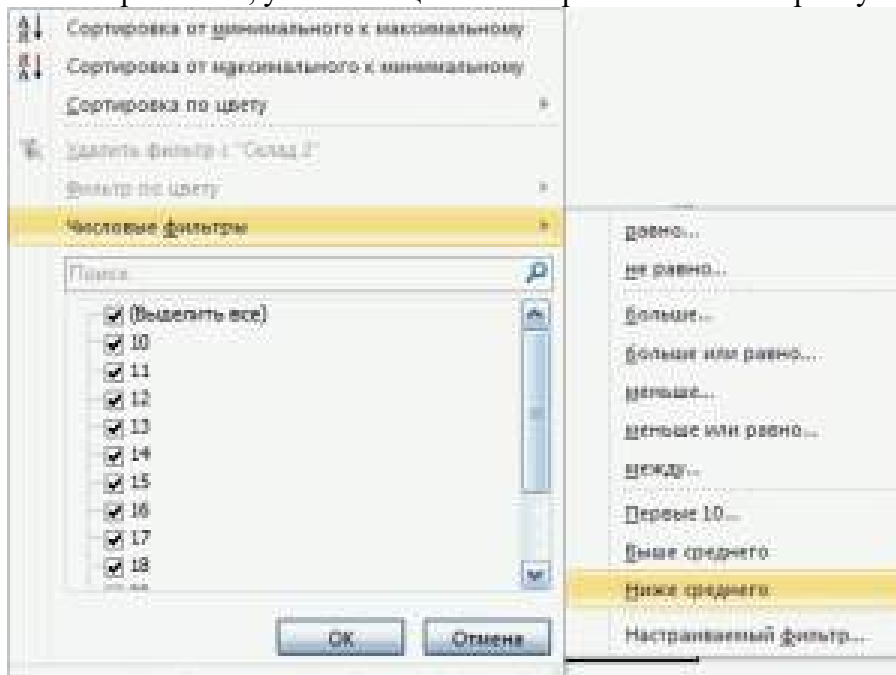 Сортировка от минимального к максимальному
Сортировка от максимального к минимальному
Сортировка по цвету
Удалить фильтр с "Склад 2"
Фильтр по цвету
Числовые фильтры
Поиск
(Выделить все)
10
11
12
13
14
15
16
17
18
ОК
Отмена
равно...
не равно...
больше...
больше или равно...
меньше...
меньше или равно...
между...
Первые 10...
Выше среднего
Ниже среднего
Настраиваемый фильтр...